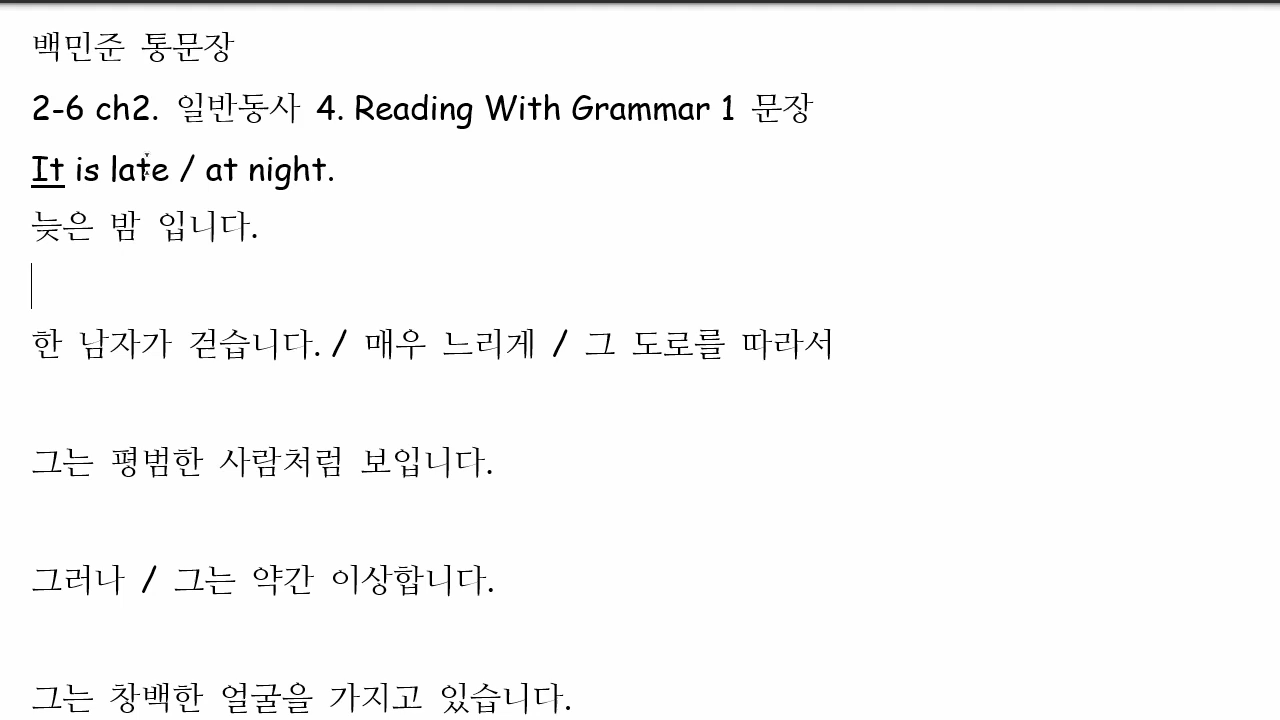 백민준 통문장
2-6 ch2. 일반동사 4. Reading With Grammar 1 문장
It is late / at night.
늦은 밤 입니다.
한 남자가 걷습니다. / 매우 느리게 / 그 도로를 따라서
그는 평범한 사람처럼 보입니다.
그러나 / 그는 약간 이상합니다.
그는 창백한 얼굴을 가지고 있습니다.